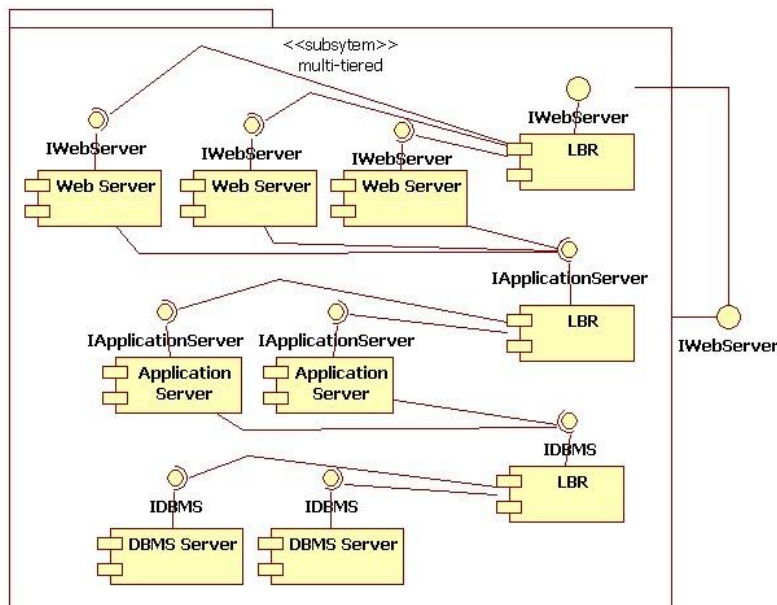 <<subsytem>>
multi-tiered
IWebServer
IWebServer
IWebServer
IWebServer
LBR
Web Server
Web Server
Web Server
IApplicationServer
LBR
IWebServer
IApplicationServer
IApplicationServer
Application
Server
Application
Server
IDBMS
LBR
IDBMS
IDBMS
DBMS Server
DBMS Server